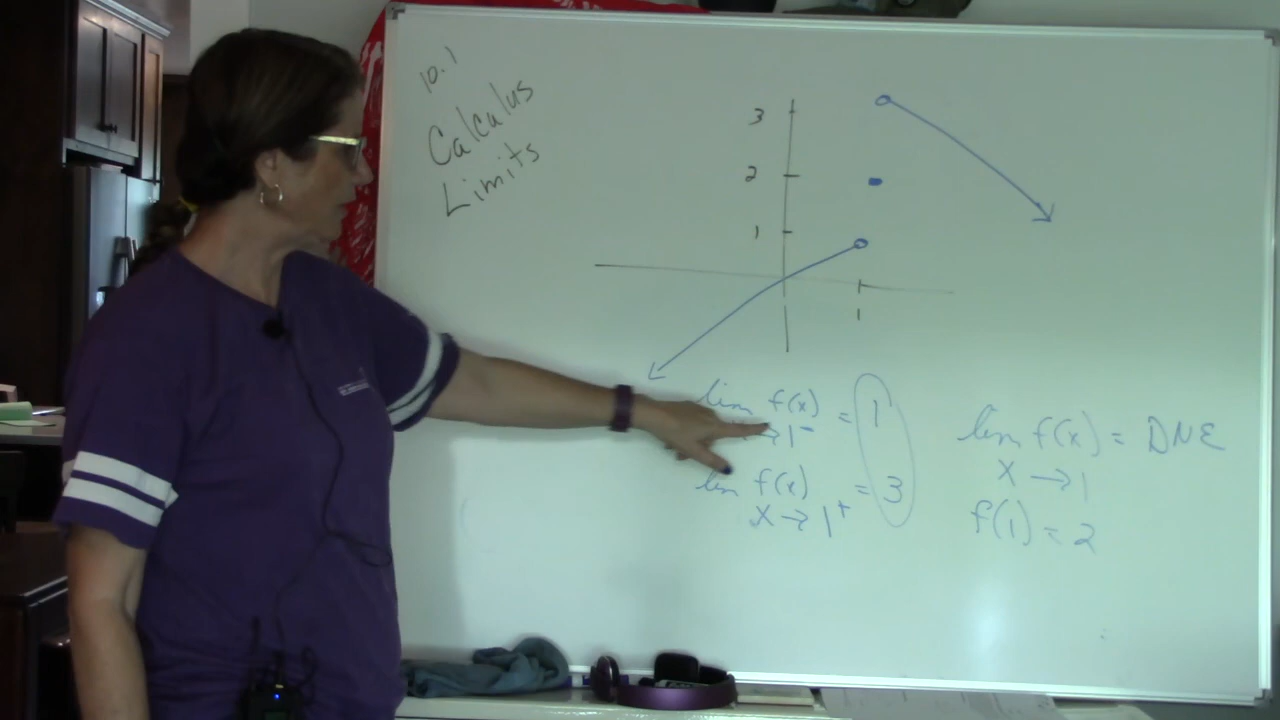 10.1
Calculus
Limits
3
2
1
1
lim f(x) = 1
→ 1⁻
lim f(x) = 3
x → 1⁺
lim f(x) = DNE
x → 1
f(1) = 2